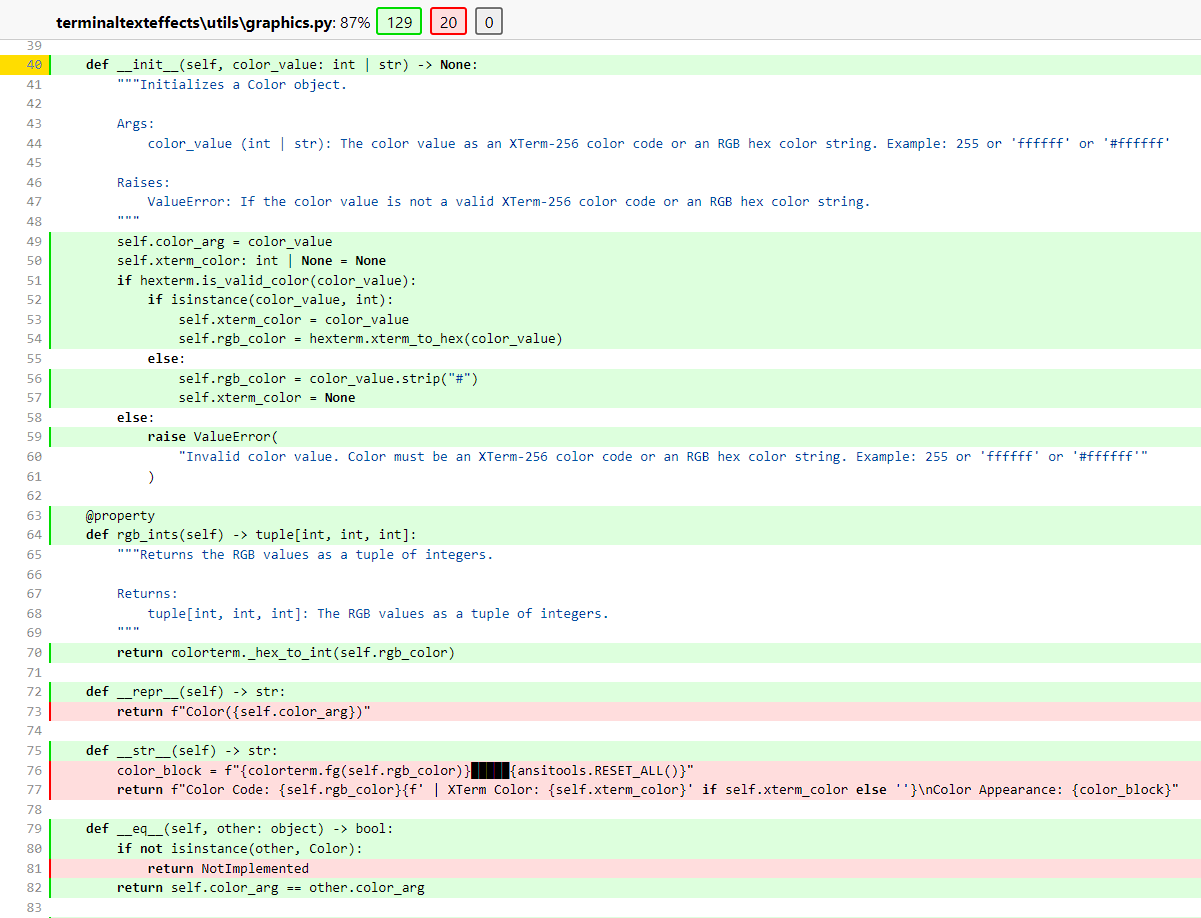 terminaltexteffects\utils\graphics.py: 87% 129 20 0
39
40 def __init__(self, color_value: int | str) -> None:
41 """Initializes a Color object.
42
43 Args:
44 color_value (int | str): The color value as an XTerm-256 color code or an RGB hex color string. Example: 255 or 'ffffff' or '#ffffff'
45
46 Raises:
47 ValueError: If the color value is not a valid XTerm-256 color code or an RGB hex color string.
48 """
49 self.color_arg = color_value
50 self.xterm_color: int | None = None
51 if hexterm.is_valid_color(color_value):
52 if isinstance(color_value, int):
53 self.xterm_color = color_value
54 self.rgb_color = hexterm.xterm_to_hex(color_value)
55 else:
56 self.rgb_color = color_value.strip("#")
57 self.xterm_color = None
58 else:
59 raise ValueError(
60 "Invalid color value. Color must be an XTerm-256 color code or an RGB hex color string. Example: 255 or 'ffffff' or '#ffffff'"
61 )
62
63 @property
64 def rgb_ints(self) -> tuple[int, int, int]:
65 """Returns the RGB values as a tuple of integers.
66
67 Returns:
68 tuple[int, int, int]: The RGB values as a tuple of integers.
69 """
70 return colorterm._hex_to_int(self.rgb_color)
71
72 def __repr__(self) -> str:
73 return f"Color({self.color_arg})"
74
75 def __str__(self) -> str:
76 color_block = f"{colorterm.fg(self.rgb_color)}█████{ansitools.RESET_ALL()}"
77 return f"Color Code: {self.rgb_color}{f' | XTerm Color: {self.xterm_color}' if self.xterm_color else ''}\nColor Appearance: {color_block}"
78
79 def __eq__(self, other: object) -> bool:
80 if not isinstance(other, Color):
81 return NotImplemented
82 return self.color_arg == other.color_arg
83